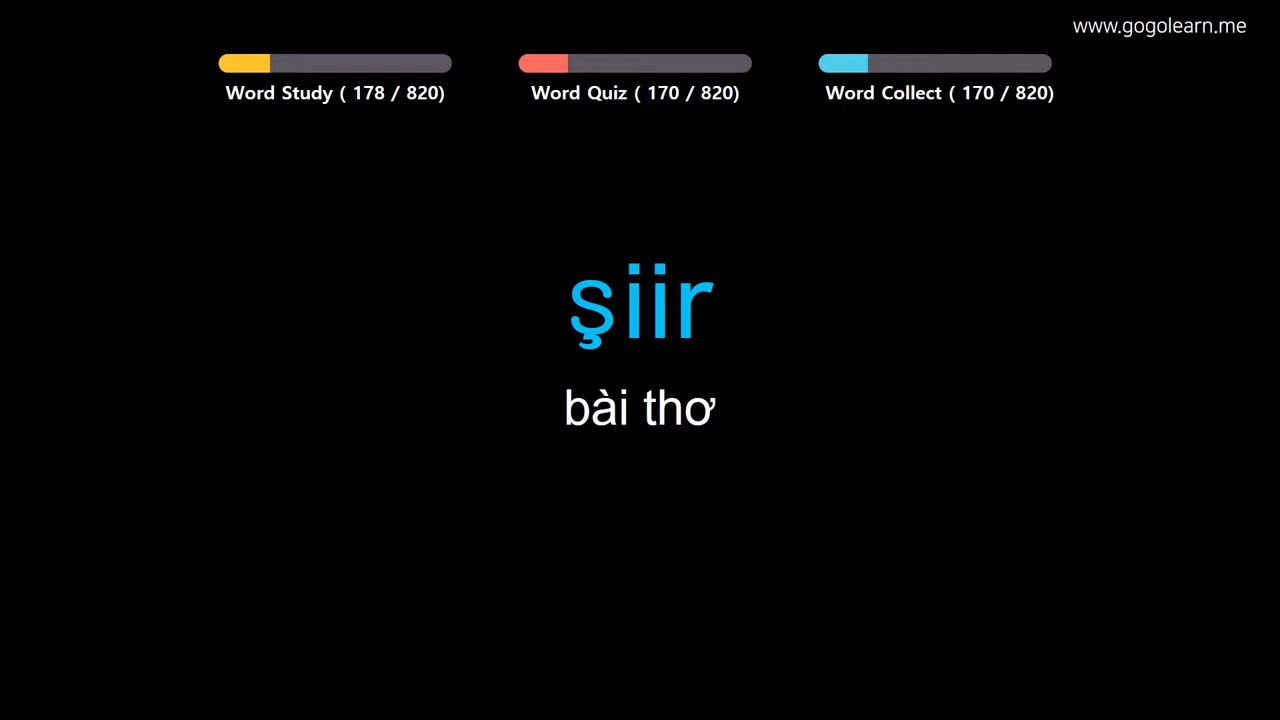 www.gogolearn.me
Word Study ( 178 / 820)
Word Quiz ( 170 / 820)
Word Collect ( 170 / 820)
şiir
bài thơ